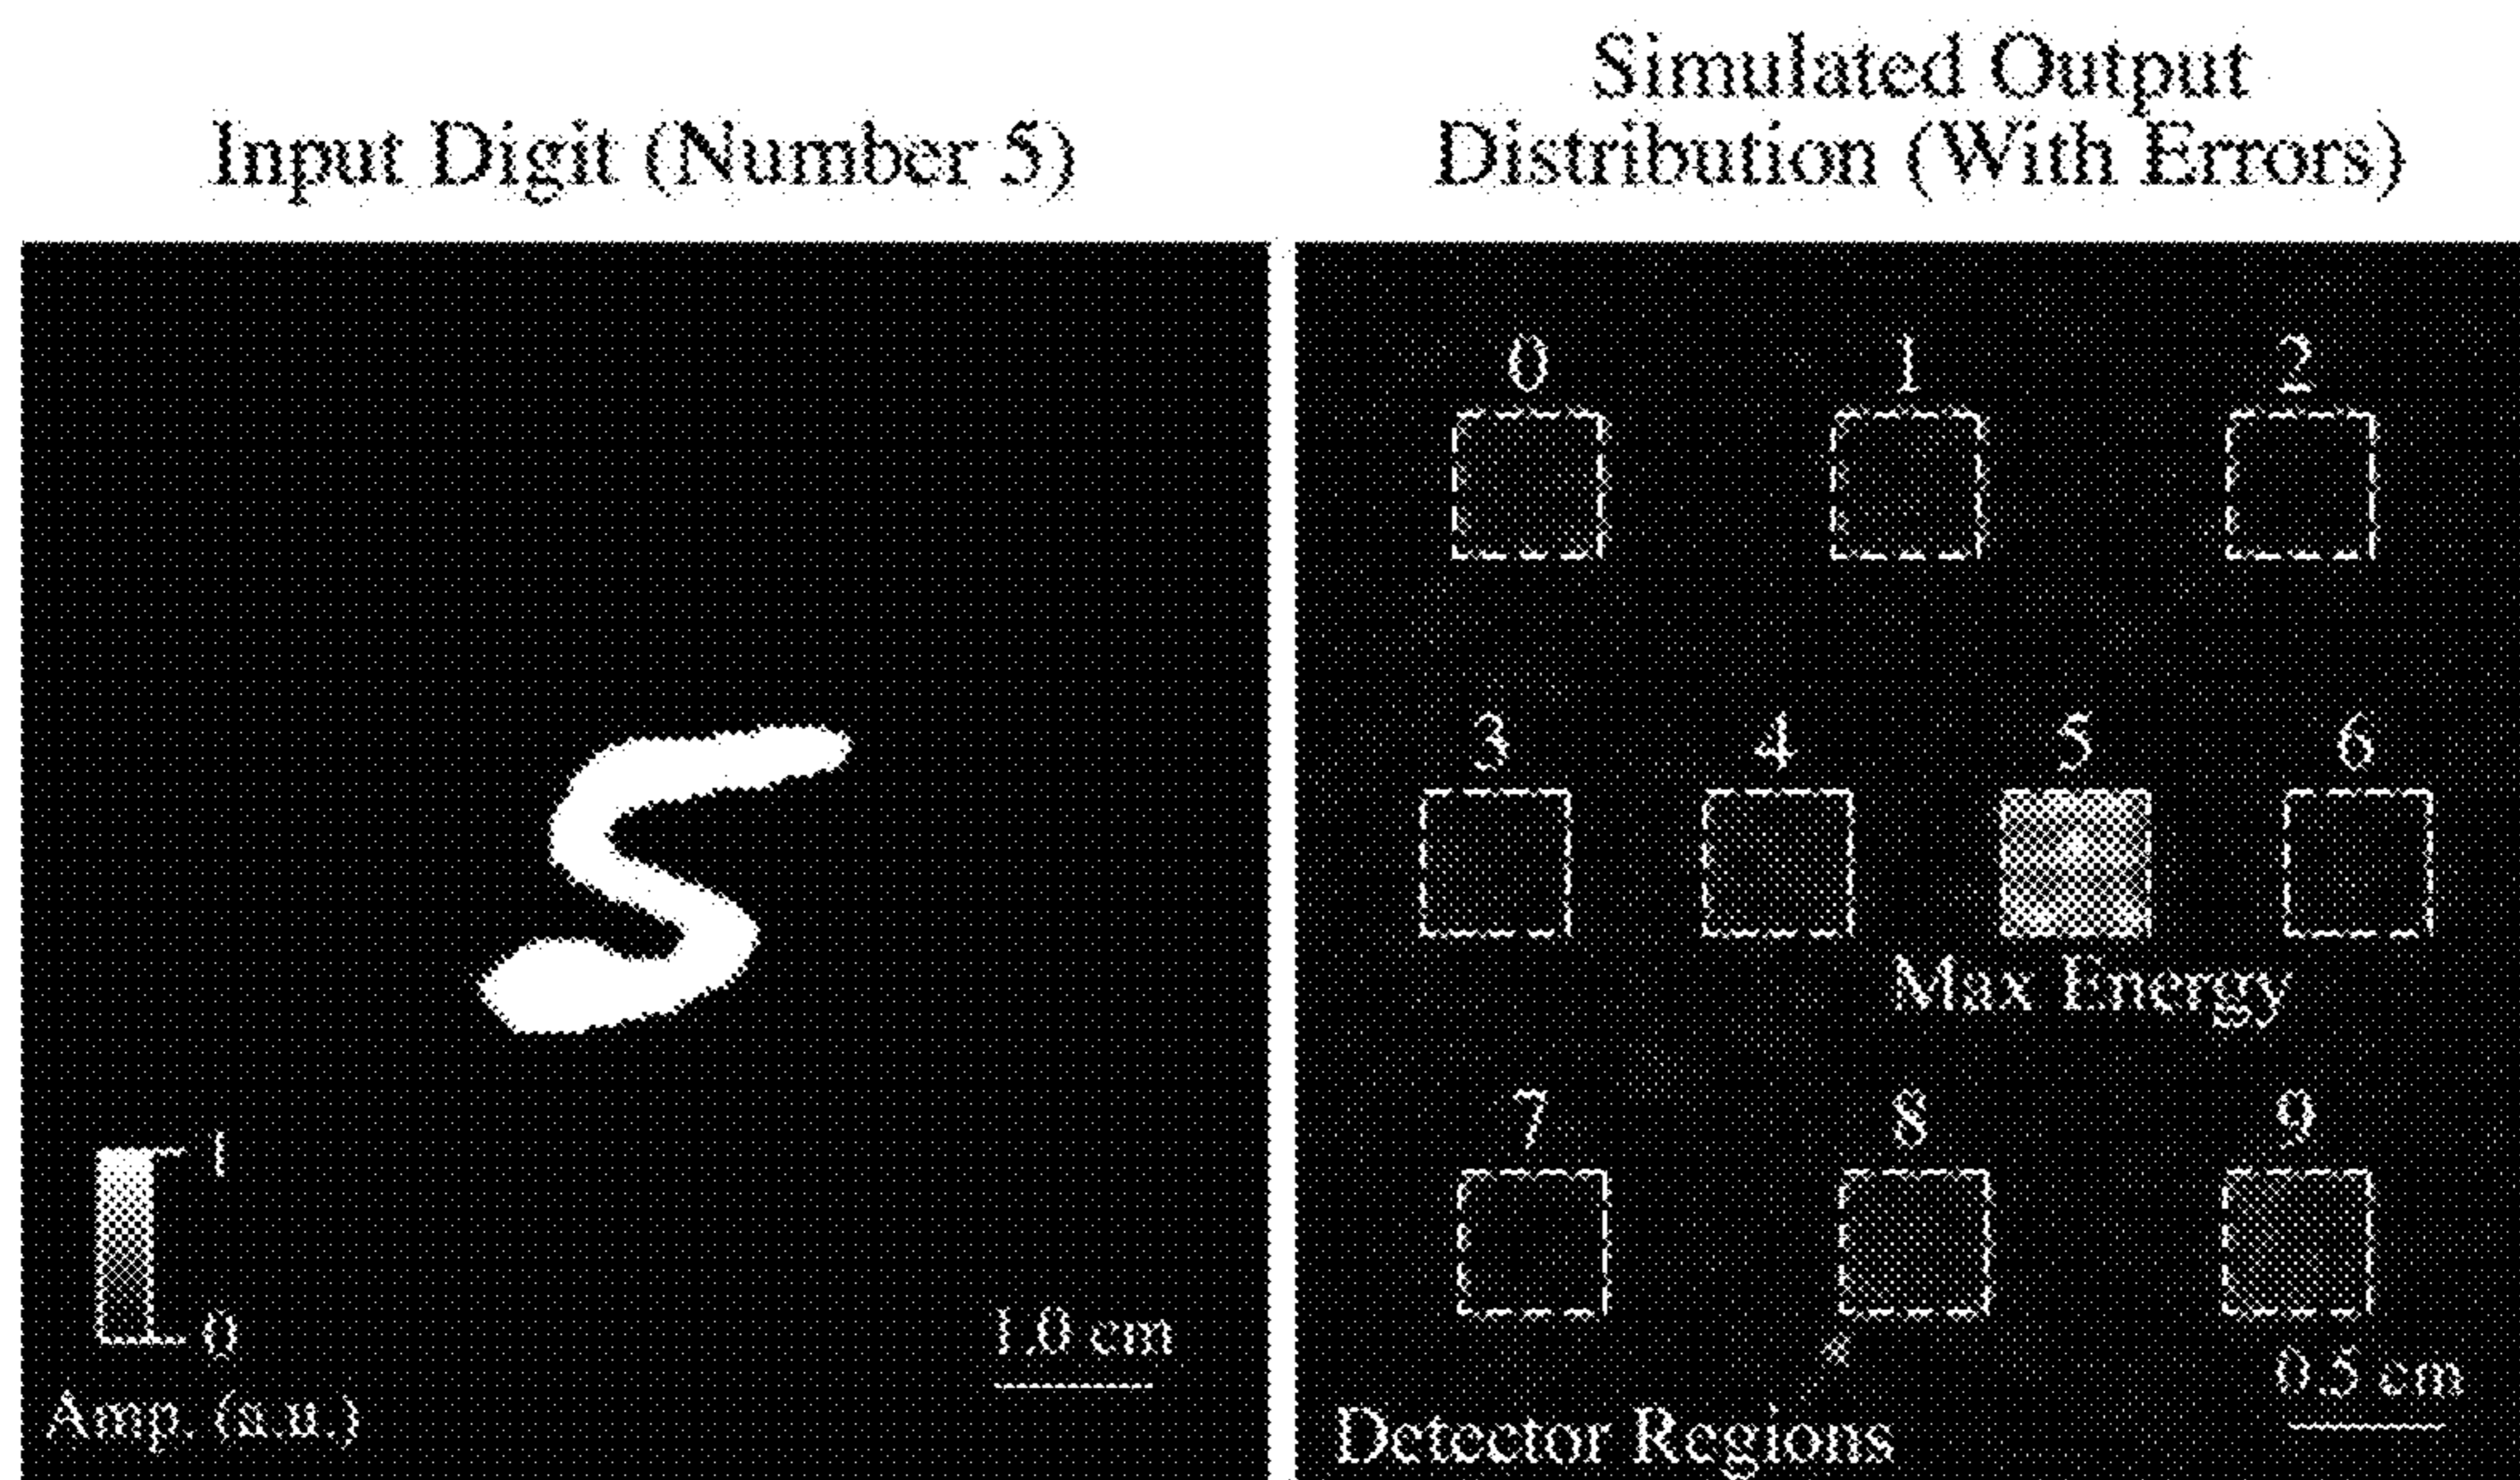 Input Digit (Number 5)
Simulated Output
Distribution (With Errors)
0 1 2
3 4 5 6
Max Energy
7 8 9
1
0
Amp. (a.u.)
1.0 cm
0.5 cm
Detector Regions